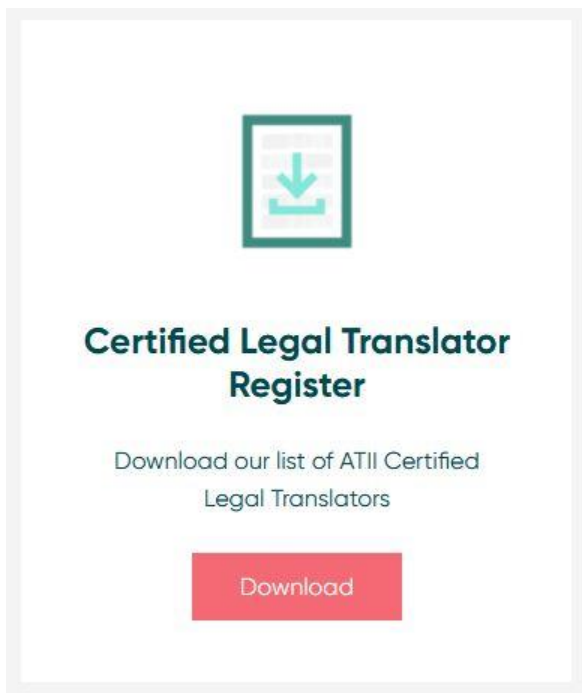 Certified Legal Translator
Register
Download our list of ATII Certified
Legal Translators
Download